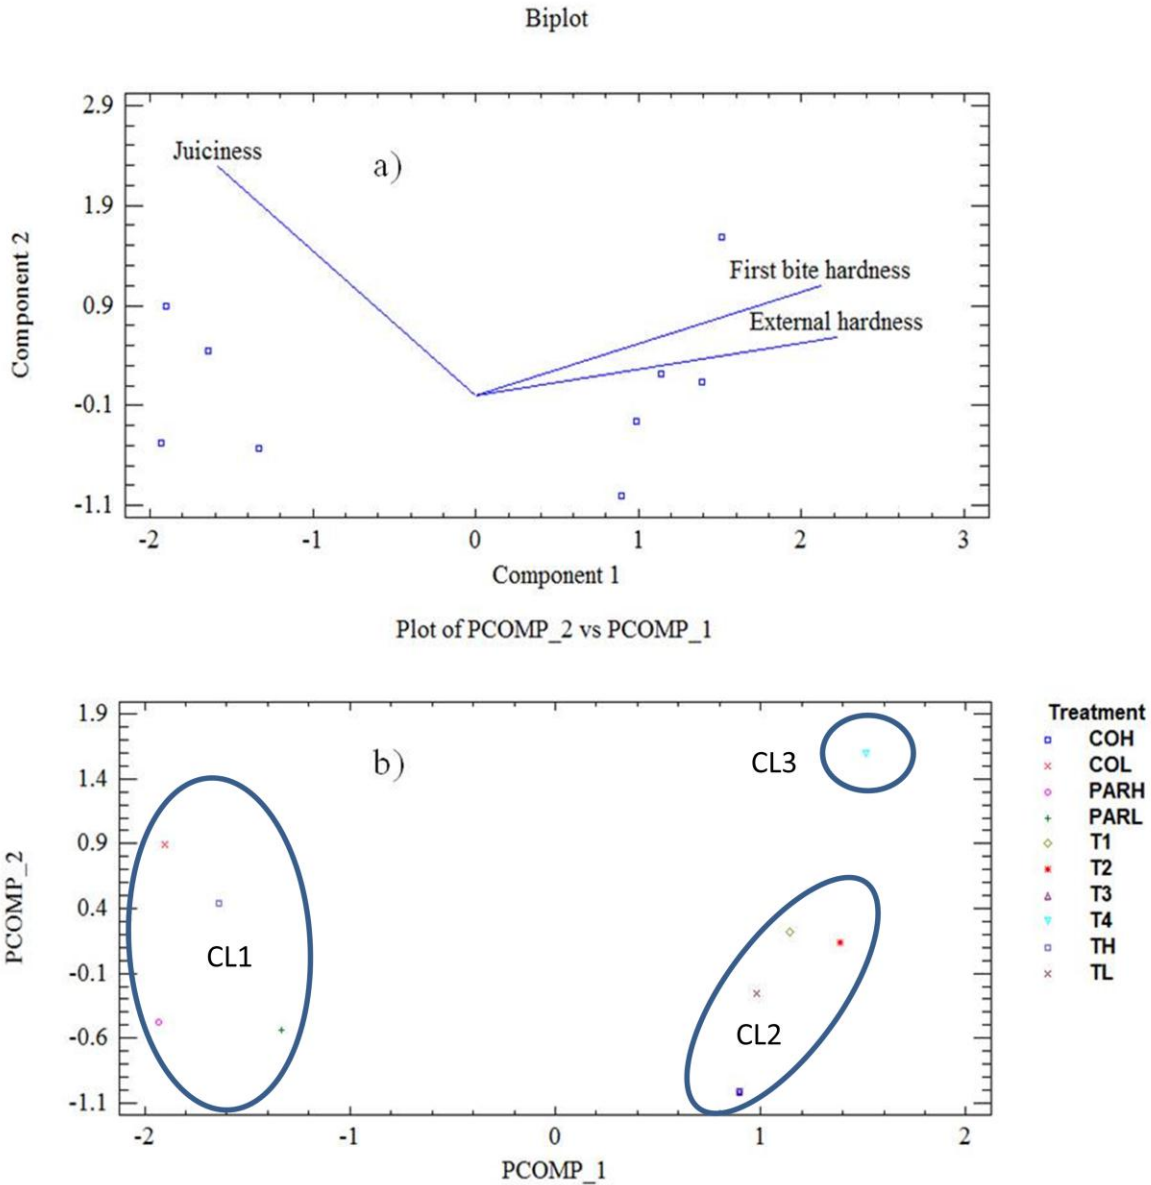 Biplot
2.9
Juiciness
a)
1.9
First bite hardness
0.9
External hardness
Component 2
-0.1
-1.1
-2 -1 0 1 2 3
Component 1
Plot of PCOMP_2 vs PCOMP_1
1.9
Treatment
b)
CL3
COH
1.4
COL
PARH
PARL
0.9
T1
PCOMP_2
T2
0.4
T3
T4
CL1
TH
-0.1
TL
-0.6
CL2
-1.1
-2 -1 0 1 2
PCOMP_1